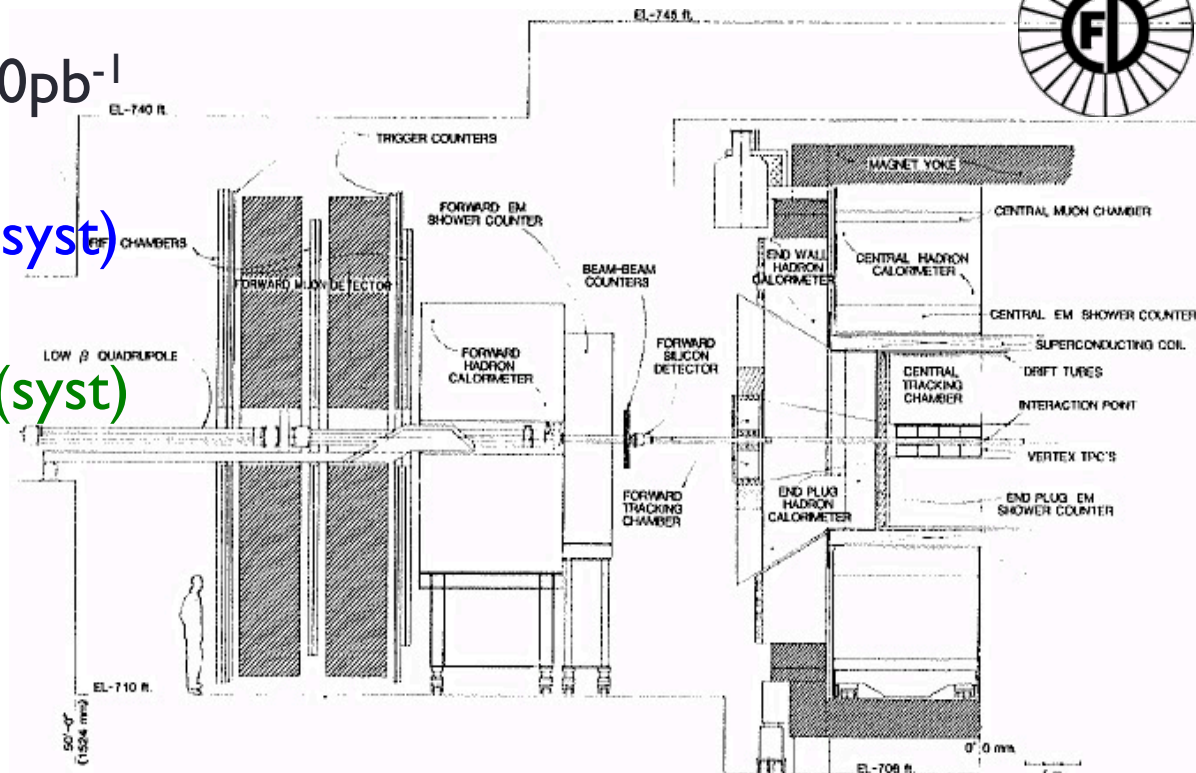 EL-745 ft.
0pb-1
EL-740 ft.
TRIGGER COUNTERS
MAGNET YOKE
FORWARD EM
SHOWER COUNTER
CENTRAL MUON CHAMBER
syst)
CHAMBERS
END WALL
HADRON
CALORIMETER
CENTRAL HADRON
CALORIMETER
BEAM-BEAM
COUNTERS
FORWARD MUON DETECTOR
CENTRAL EM SHOWER COUNTER
LOW β QUADRUPOLE
FORWARD
HADRON
CALORIMETER
FORWARD
SILICON
DETECTOR
SUPERCONDUCTING COIL
CENTRAL
TRACKING
CHAMBER
DRIFT TUBES
(syst)
INTERACTION POINT
VERTEX TPC'S
FORWARD
TRACKING
CHAMBER
END PLUG
HADRON
CALORIMETER
END PLUG EM
SHOWER COUNTER
EL-710 ft.
50'-0"
(1524 mm)
0' 0 mm
EL-706 ft.